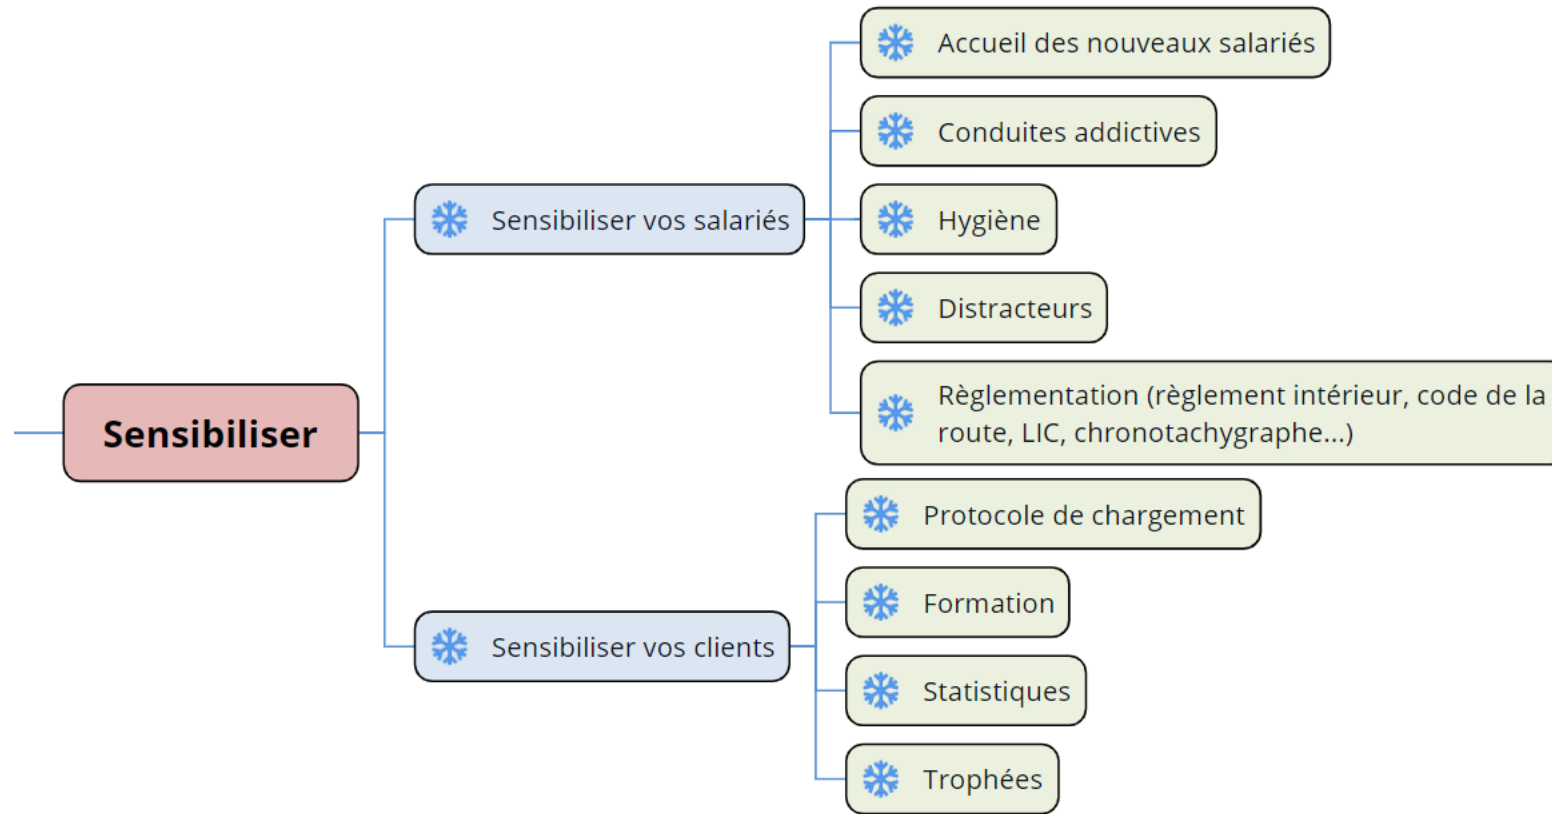 Accueil des nouveaux salariés
Conduites addictives
Sensibiliser vos salariés
Hygiène
Distracteurs
Règlementation (règlement intérieur, code de la
route, LIC, chronotachygraphe...)
Sensibiliser
Protocole de chargement
Formation
Sensibiliser vos clients
Statistiques
Trophées